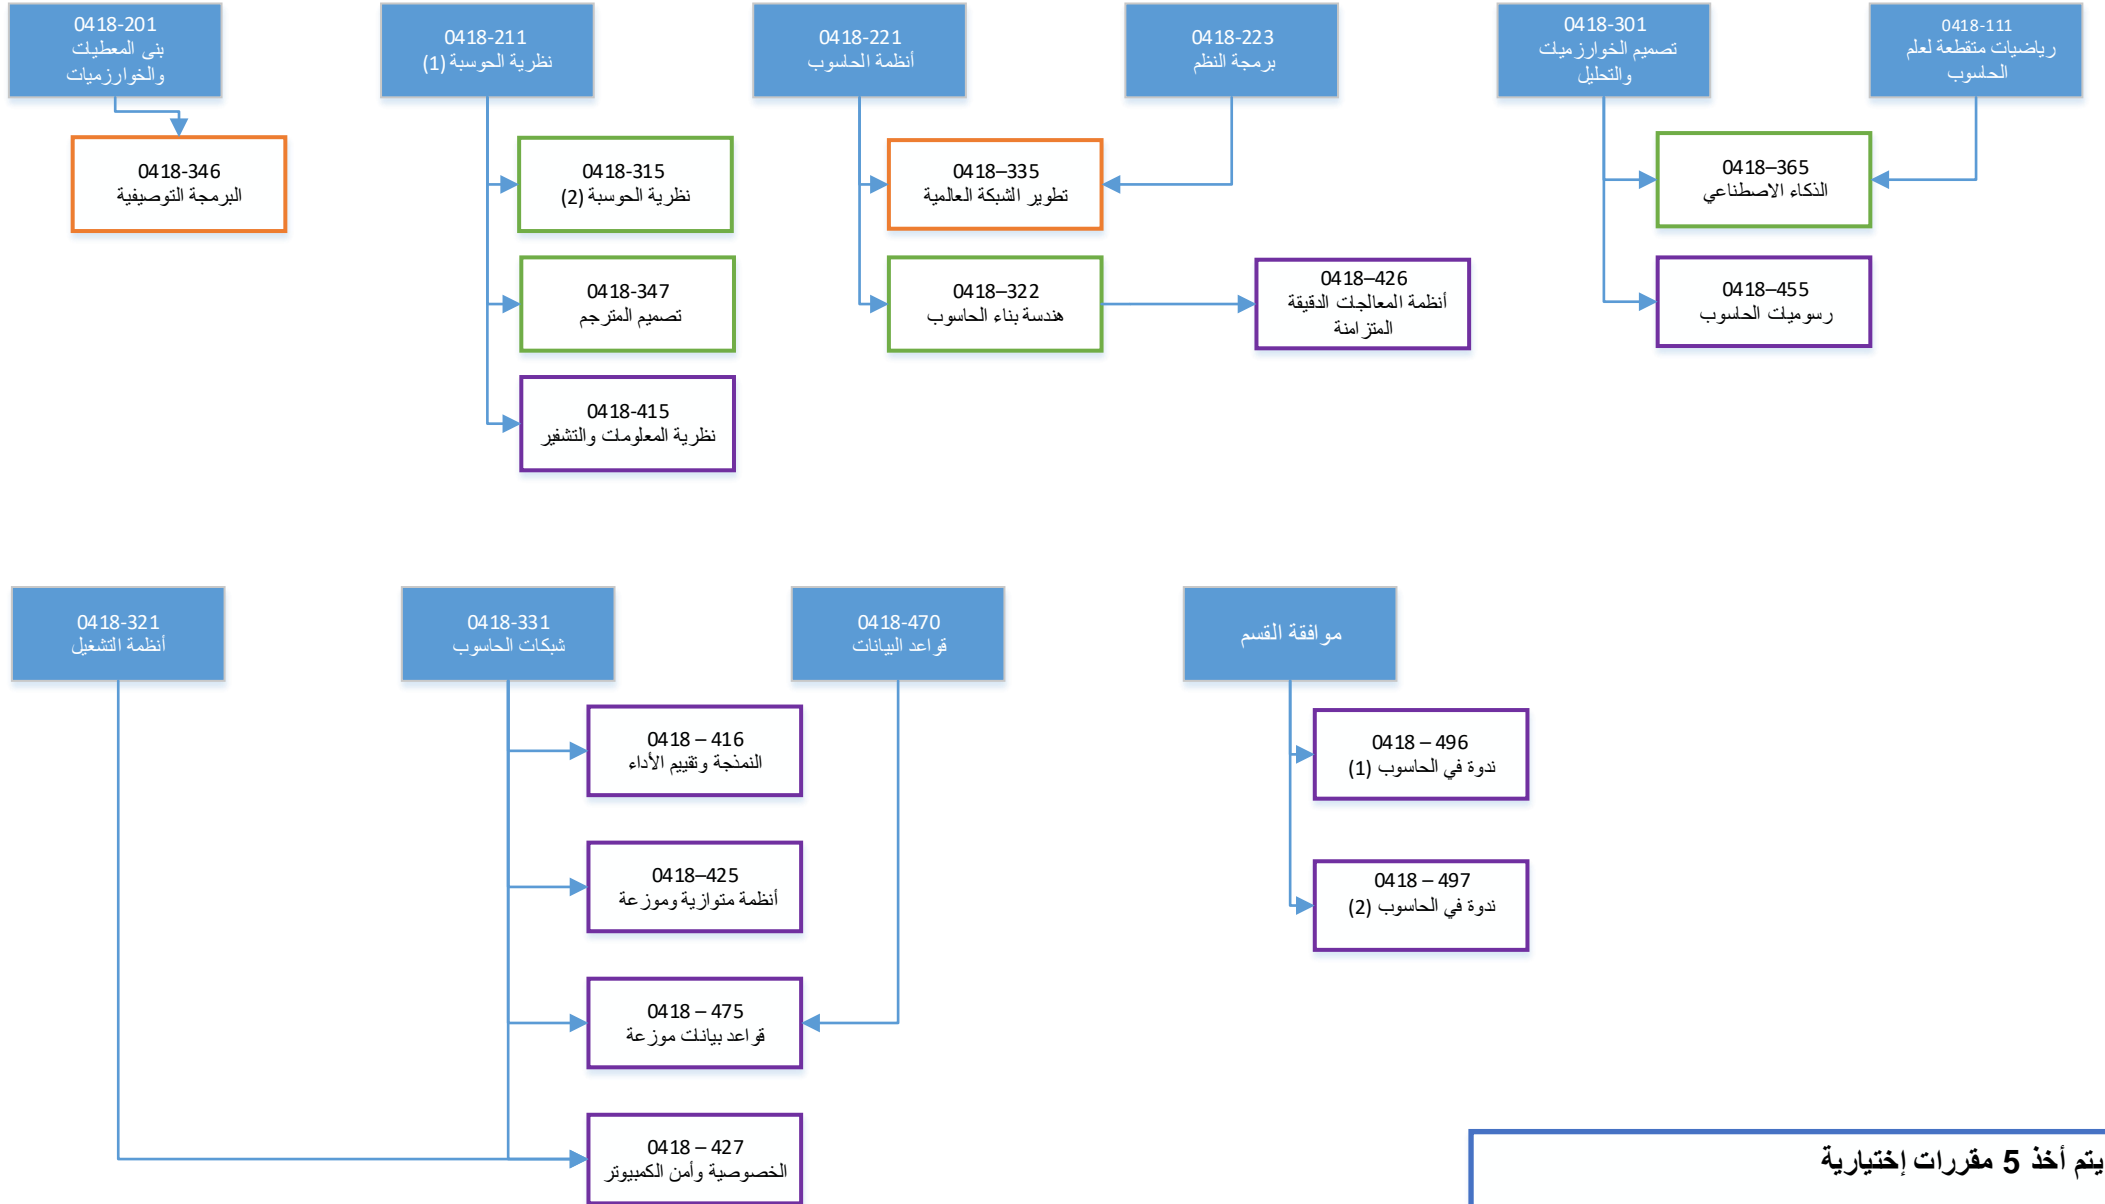 0418-201
بنى المعطيات
والخوارزميات
0418-211
نظرية الحوسبة (1)
0418-221
أنظمة الحاسوب
0418-223
برمجة النظم
0418-301
تصميم الخوارزميات
والتحليل
0418-111
رياضيات متقطعة لعلم
الحاسوب
0418-346
البرمجة التوصيفية
0418-315
نظرية الحوسبة (2)
0418–335
تطوير الشبكة العالمية
0418–365
الذكاء الاصطناعي
0418-347
تصميم المترجم
0418–322
هندسة بناء الحاسوب
0418–426
أنظمة المعالجات الدقيقة
المتزامنة
0418–455
رسوميات الحاسوب
0418-415
نظرية المعلومات والتشفير
0418-321
أنظمة التشغيل
0418-331
شبكات الحاسوب
0418-470
قواعد البيانات
موافقة القسم
0418 – 416
النمذجة وتقييم الأداء
0418 – 496
ندوة في الحاسوب (1)
0418–425
أنظمة متوازية وموزعة
0418 – 497
ندوة في الحاسوب (2)
0418 – 475
قواعد بيانات موزعة
0418 – 427
الخصوصية وأمن الكمبيوتر
يتم أخذ 5 مقررات إختيارية